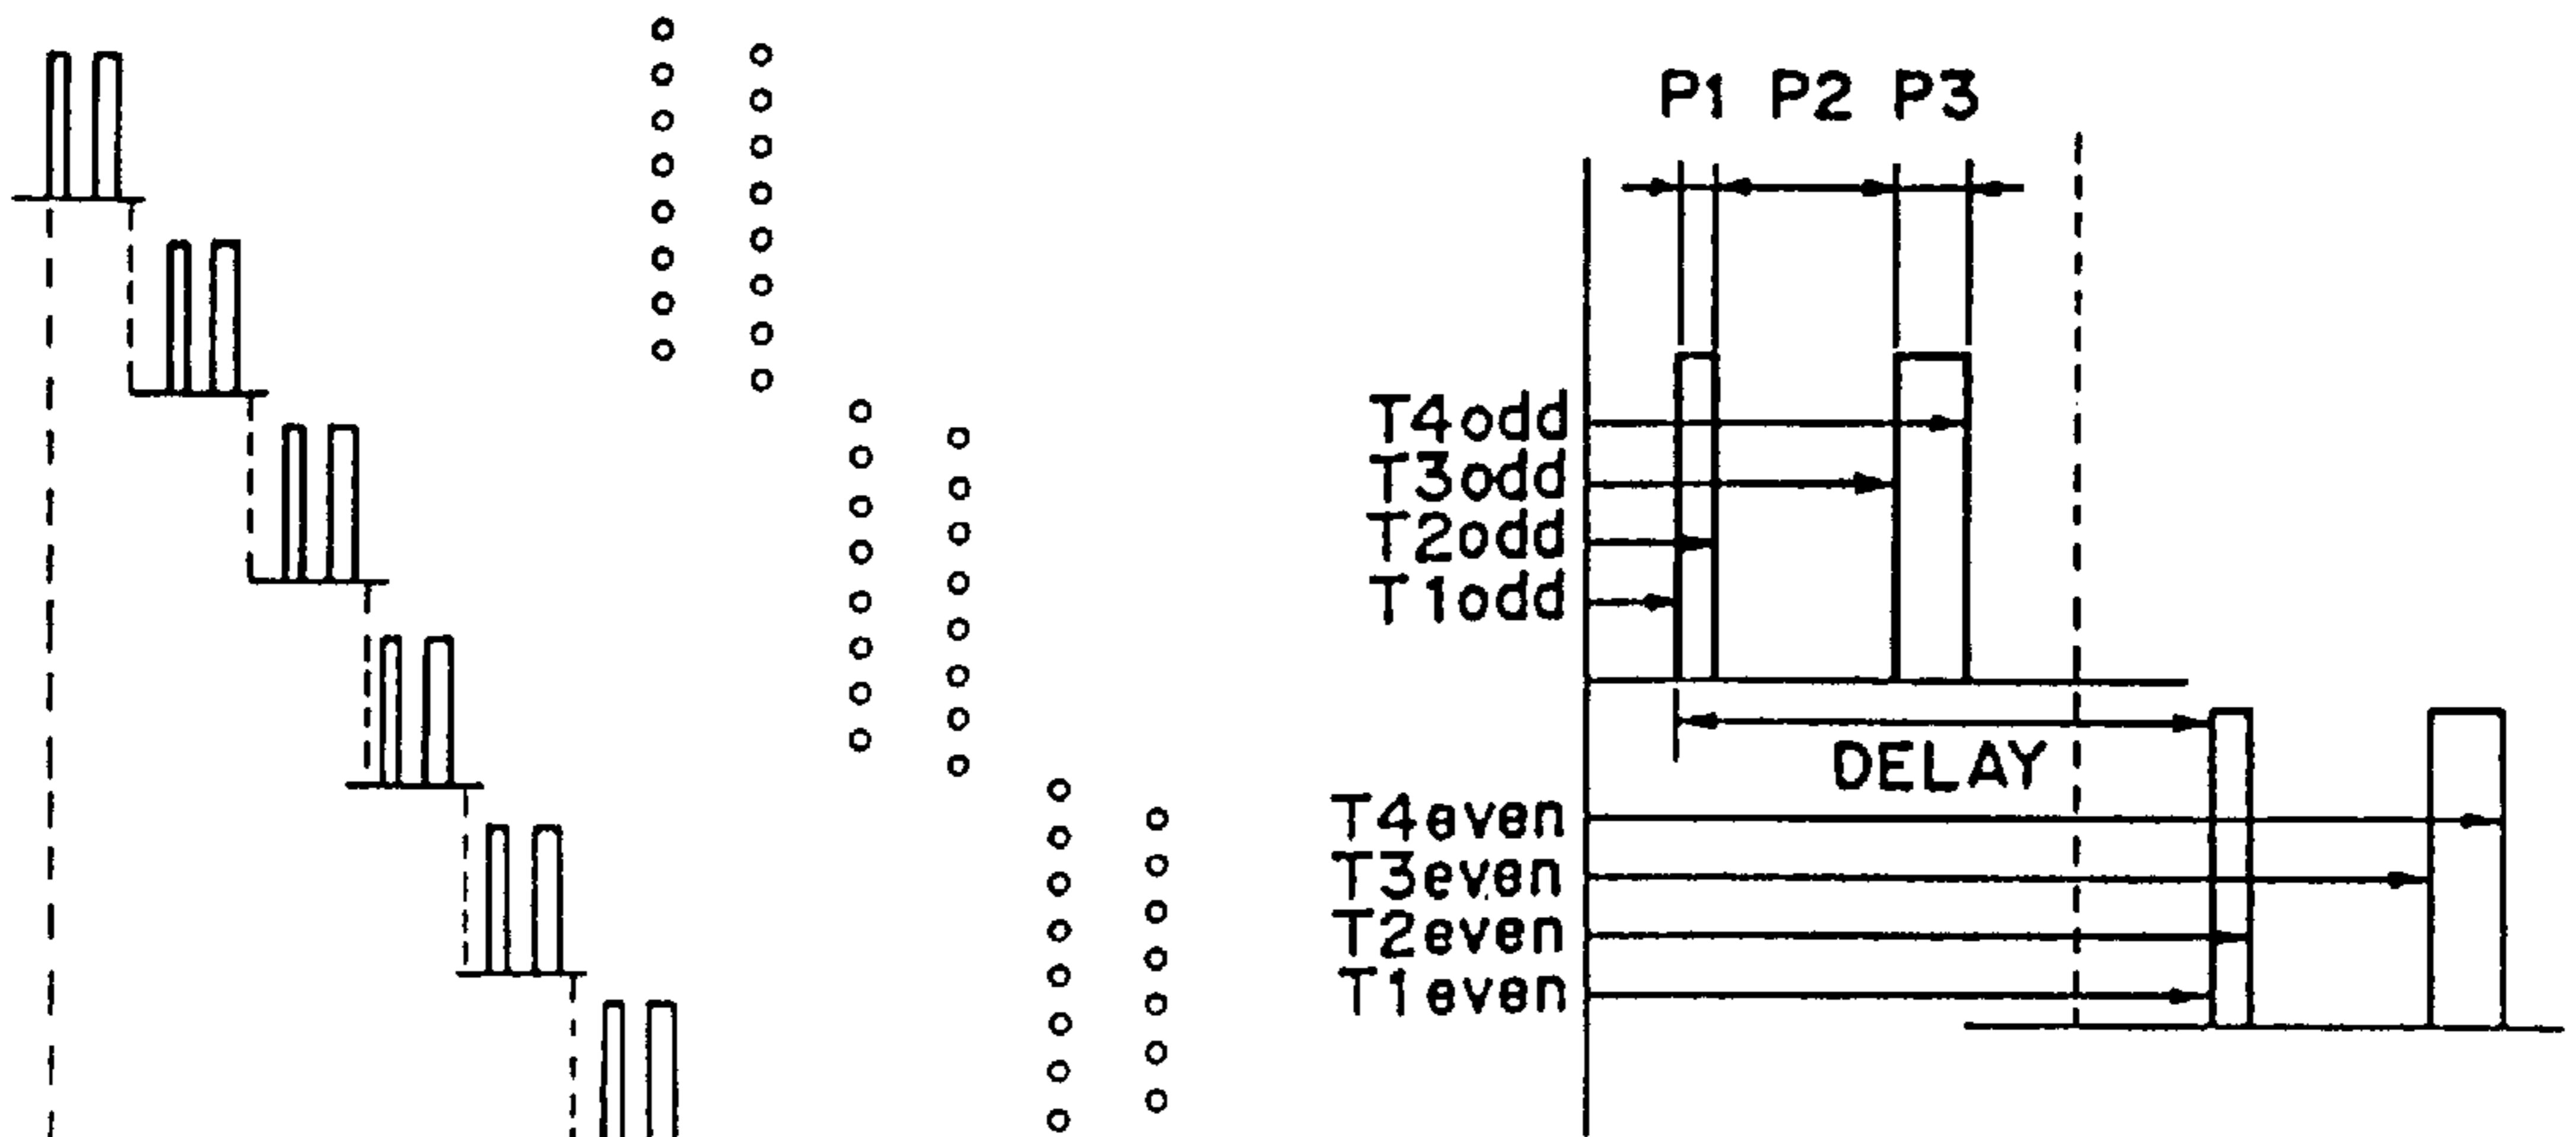 P1 P2 P3
T4odd
T3odd
T2odd
T1odd
DELAY
T4even
T3even
T2even
T1even